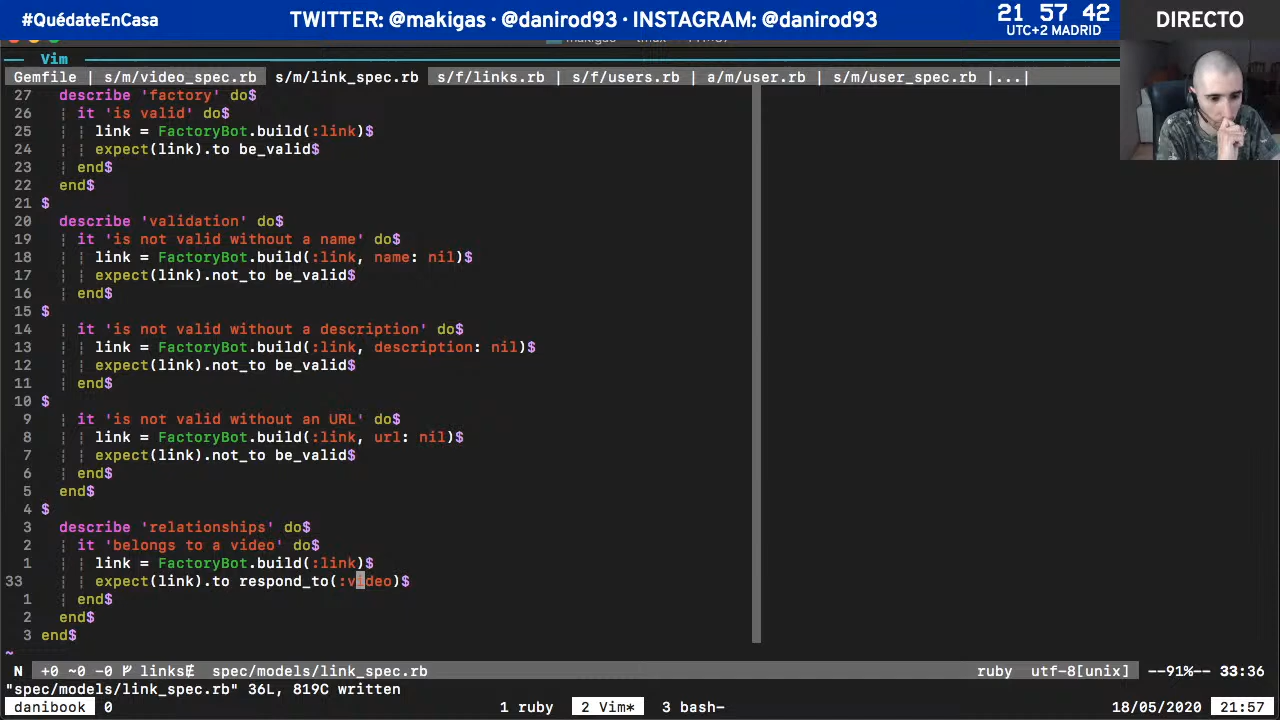 #QuédateEnCasa
TWITTER: @makigas · @danirod93 · INSTAGRAM: @danirod93
21 57 42
UTC+2 MADRID
DIRECTO
Vim
Gemfile | s/m/video_spec.rb s/m/link_spec.rb s/f/links.rb | s/f/users.rb | a/m/user.rb | s/m/user_spec.rb |...|
27 describe 'factory' do$
26 it 'is valid' do$
25 link = FactoryBot.build(:link)$
24 expect(link).to be_valid$
23 end$
22 end$
21 $
20 describe 'validation' do$
19 it 'is not valid without a name' do$
18 link = FactoryBot.build(:link, name: nil)$
17 expect(link).not_to be_valid$
16 end$
15 $
14 it 'is not valid without a description' do$
13 link = FactoryBot.build(:link, description: nil)$
12 expect(link).not_to be_valid$
11 end$
10 $
9 it 'is not valid without an URL' do$
8 link = FactoryBot.build(:link, url: nil)$
7 expect(link).not_to be_valid$
6 end$
5 end$
4 $
3 describe 'relationships' do$
2 it 'belongs to a video' do$
1 link = FactoryBot.build(:link)$
33 expect(link).to respond_to(:video)$
1 end$
2 end$
3 end$
~
N +0 ~0 -0 links spec/models/link_spec.rb ruby utf-8[unix] --91%-- 33:36
"spec/models/link_spec.rb" 36L, 819C written
danibook 0 1 ruby 2 Vim* 3 bash- 18/05/2020 21:57